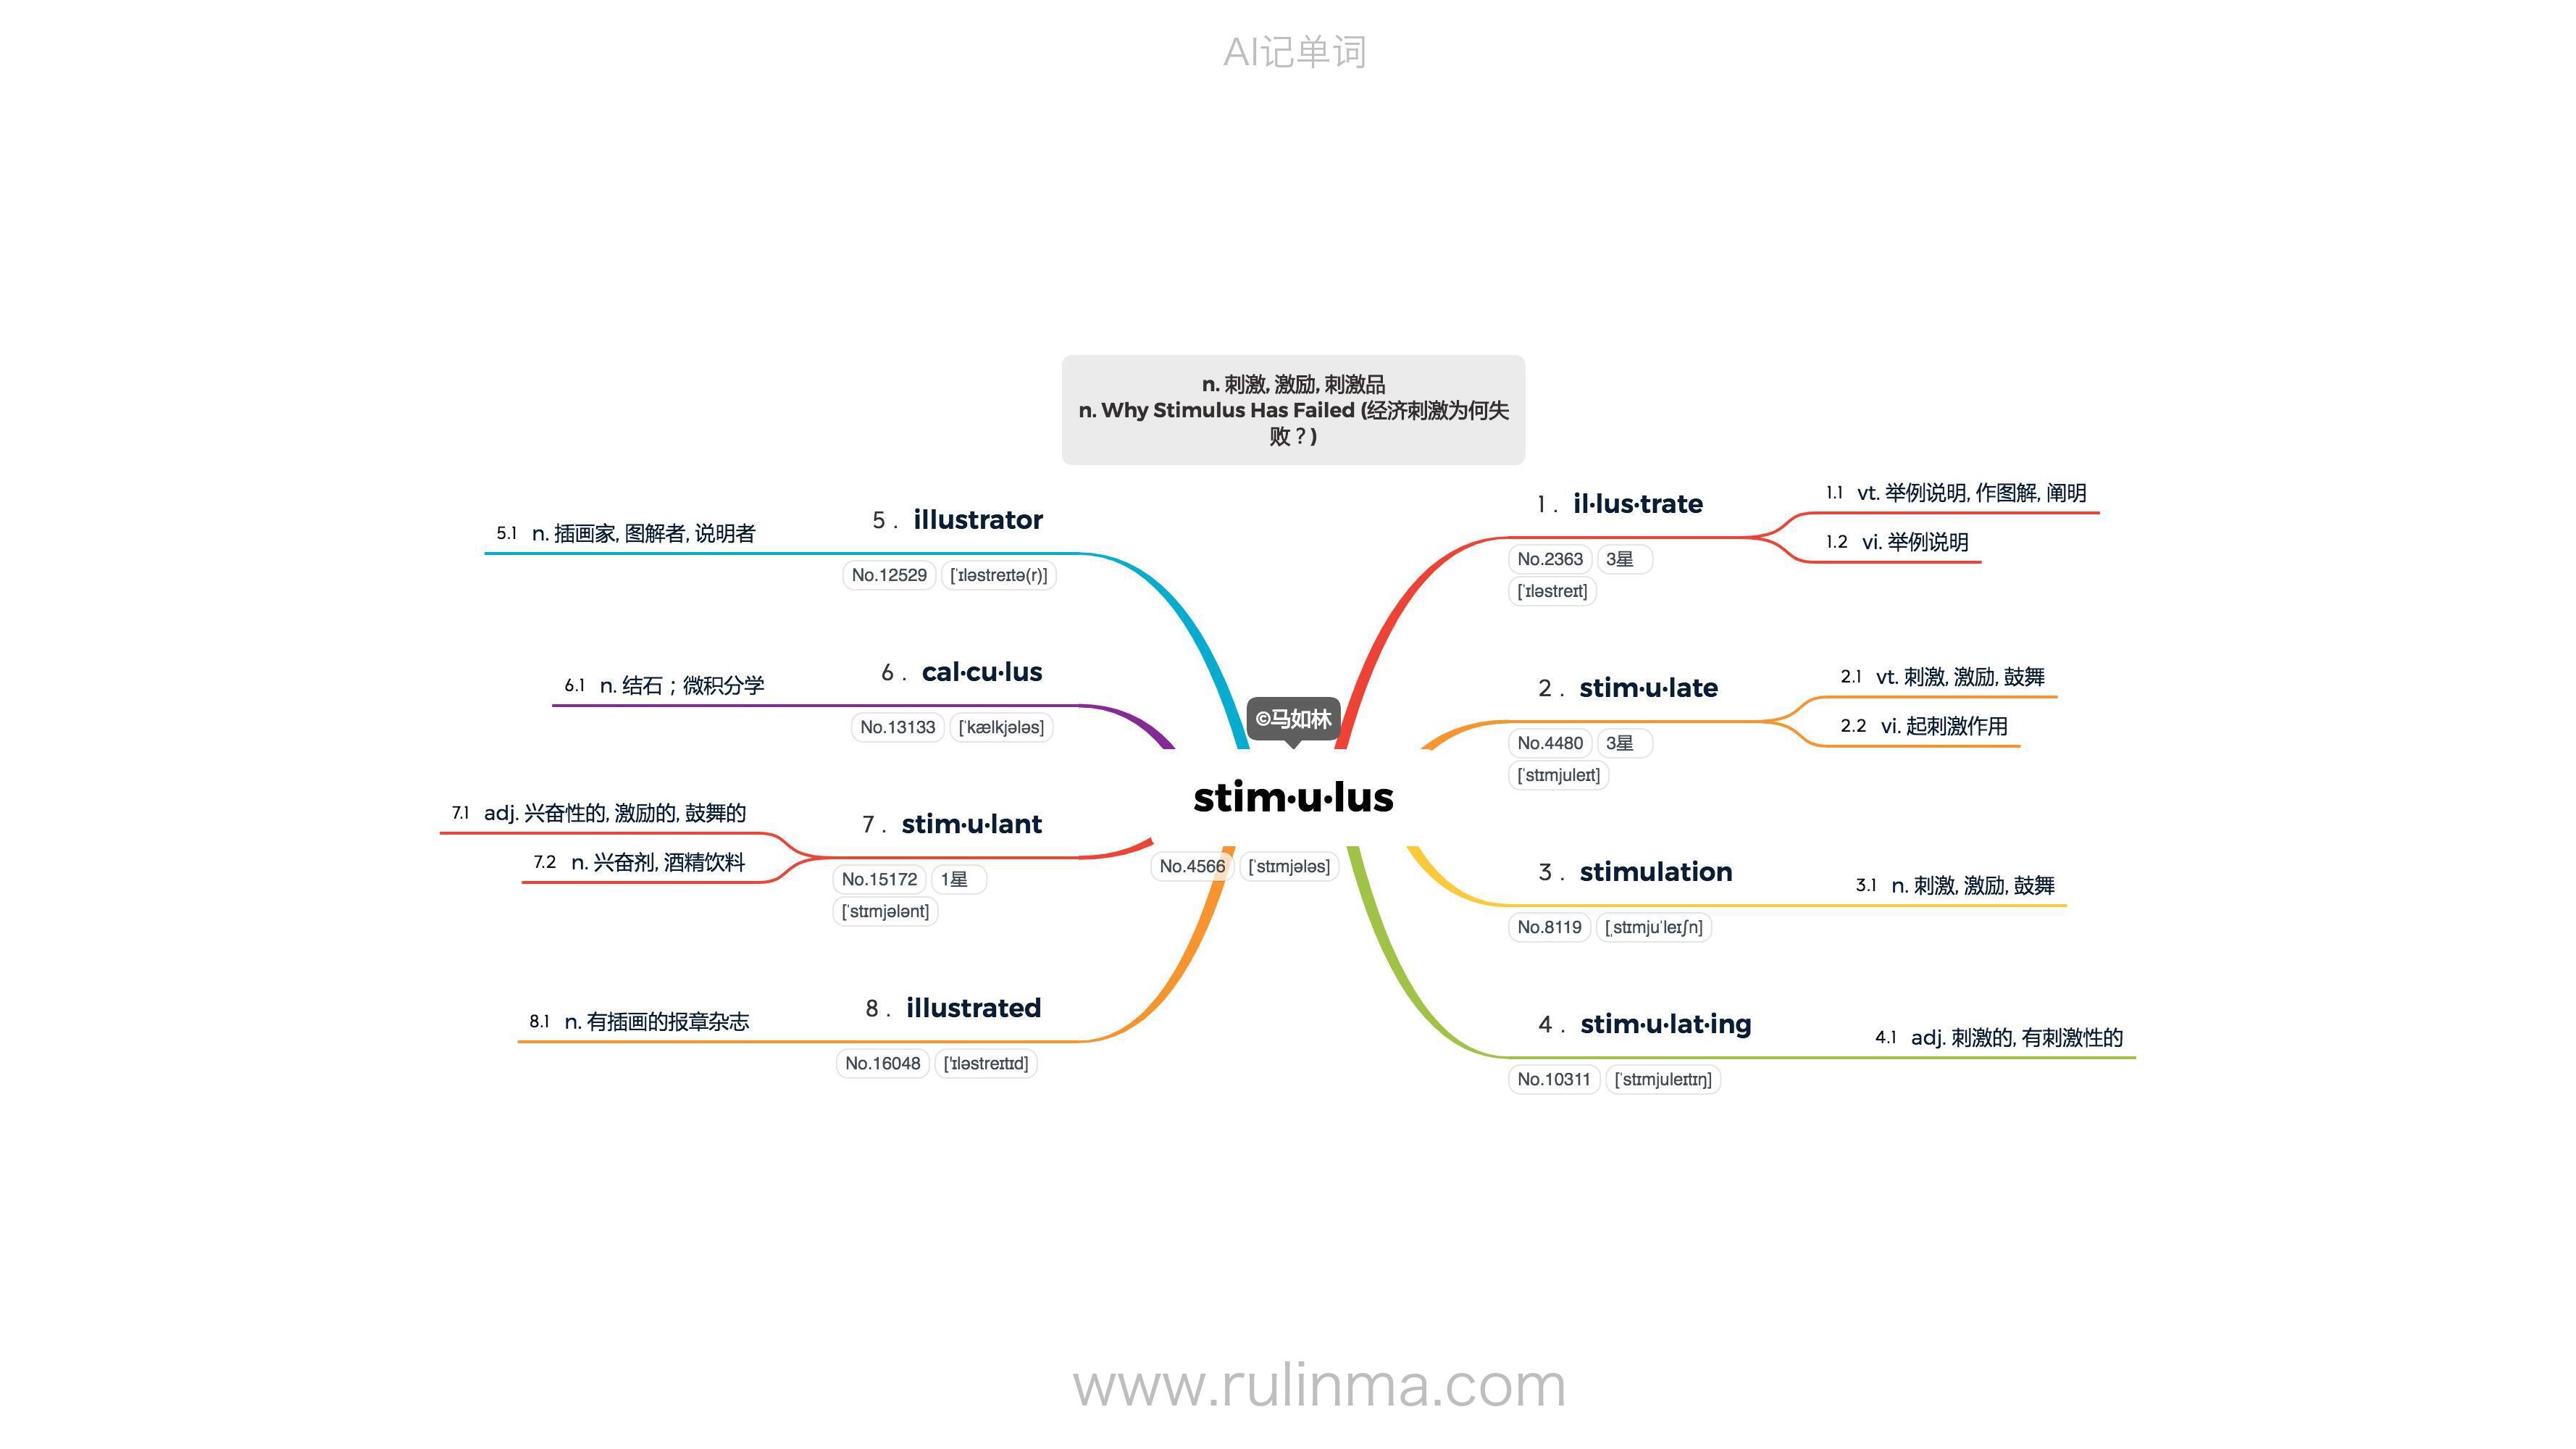 AI记单词
n. 刺激, 激励, 刺激品
n. Why Stimulus Has Failed (经济刺激为何失
败？)
©马如林
stim·u·lus
No.4566 [ˈstɪmjələs]
1 . il·lus·trate
No.2363 3星
[ˈɪləstreɪt]
1.1 vt. 举例说明, 作图解, 阐明
1.2 vi. 举例说明
2 . stim·u·late
No.4480 3星
[ˈstɪmjuleɪt]
2.1 vt. 刺激, 激励, 鼓舞
2.2 vi. 起刺激作用
3 . stimulation
No.8119 [ˌstɪmjuˈleɪʃn]
3.1 n. 刺激, 激励, 鼓舞
4 . stim·u·lat·ing
No.10311 [ˈstɪmjuleɪtɪŋ]
4.1 adj. 刺激的, 有刺激性的
5 . illustrator
No.12529 [ˈɪləstreɪtə(r)]
5.1 n. 插画家, 图解者, 说明者
6 . cal·cu·lus
No.13133 [ˈkælkjələs]
6.1 n. 结石；微积分学
7 . stim·u·lant
No.15172 1星
[ˈstɪmjələnt]
7.1 adj. 兴奋性的, 激励的, 鼓舞的
7.2 n. 兴奋剂, 酒精饮料
8 . illustrated
No.16048 ['ɪləstreɪtɪd]
8.1 n. 有插画的报章杂志
www.rulinma.com